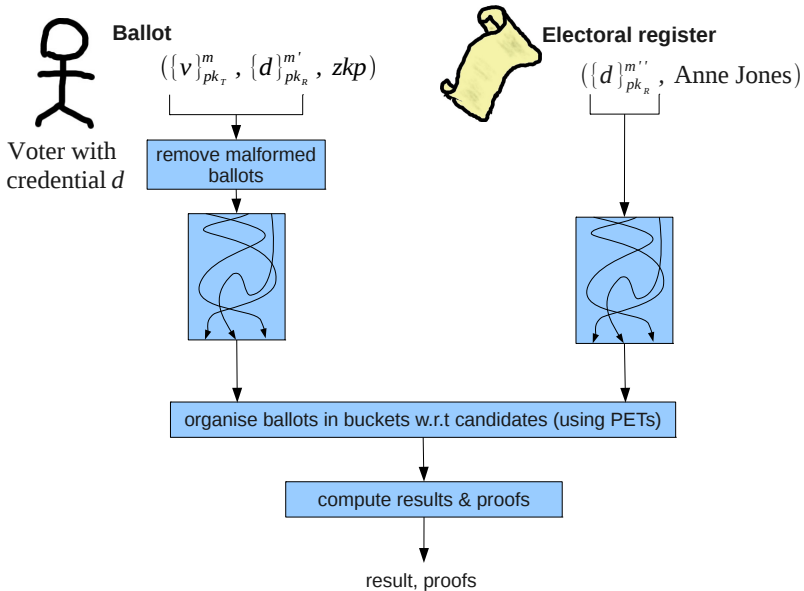 Ballot
({v}^m_{pk_T}, {d}^{m'}_{pk_R}, zkp)
Voter with
credential d
Electoral register
({d}^{m''}_{pk_R}, Anne Jones)
remove malformed
ballots
organise ballots in buckets w.r.t candidates (using PETs)
compute results & proofs
result, proofs